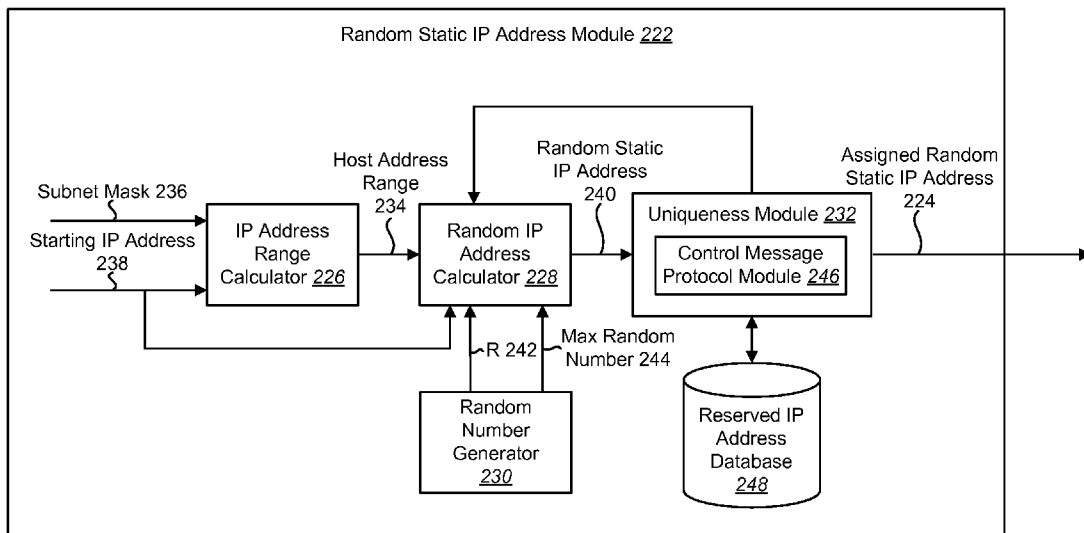 Random Static IP Address Module 222
Subnet Mask 236
Starting IP Address
238
IP Address
Range
Calculator 226
Host Address
Range
234
Random IP
Address
Calculator 228
Random Static
IP Address
240
Uniqueness Module 232
Control Message
Protocol Module 246
Assigned Random
Static IP Address
224
R 242
Max Random
Number 244
Random
Number
Generator
230
Reserved IP
Address
Database
248